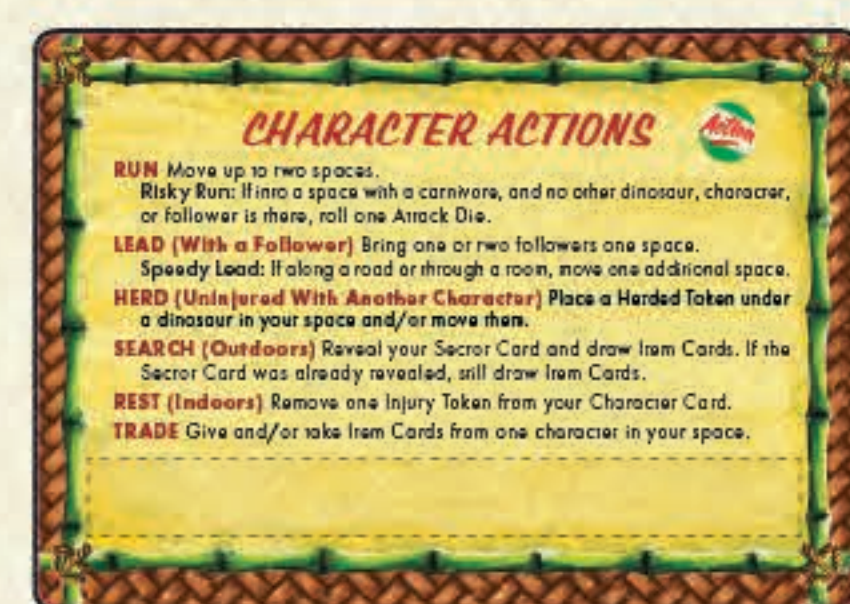 CHARACTER ACTIONS
Action
RUN Move up to two spaces.
Risky Run: If into a space with a carnivore, and no other dinosaur, character,
or follower is there, roll one Attack Die.
LEAD (With a Follower) Bring one or two followers one space.
Speedy Lead: If along a road or through a room, move one additional space.
HERD (Uninjured With Another Character) Place a Herded Token under
a dinosaur in your space and/or move them.
SEARCH (Outdoors) Reveal your Sector Card and draw Item Cards. If the
Sector Card was already revealed, still draw Item Cards.
REST (Indoors) Remove one Injury Token from your Character Card.
TRADE Give and/or take Item Cards from one character in your space.